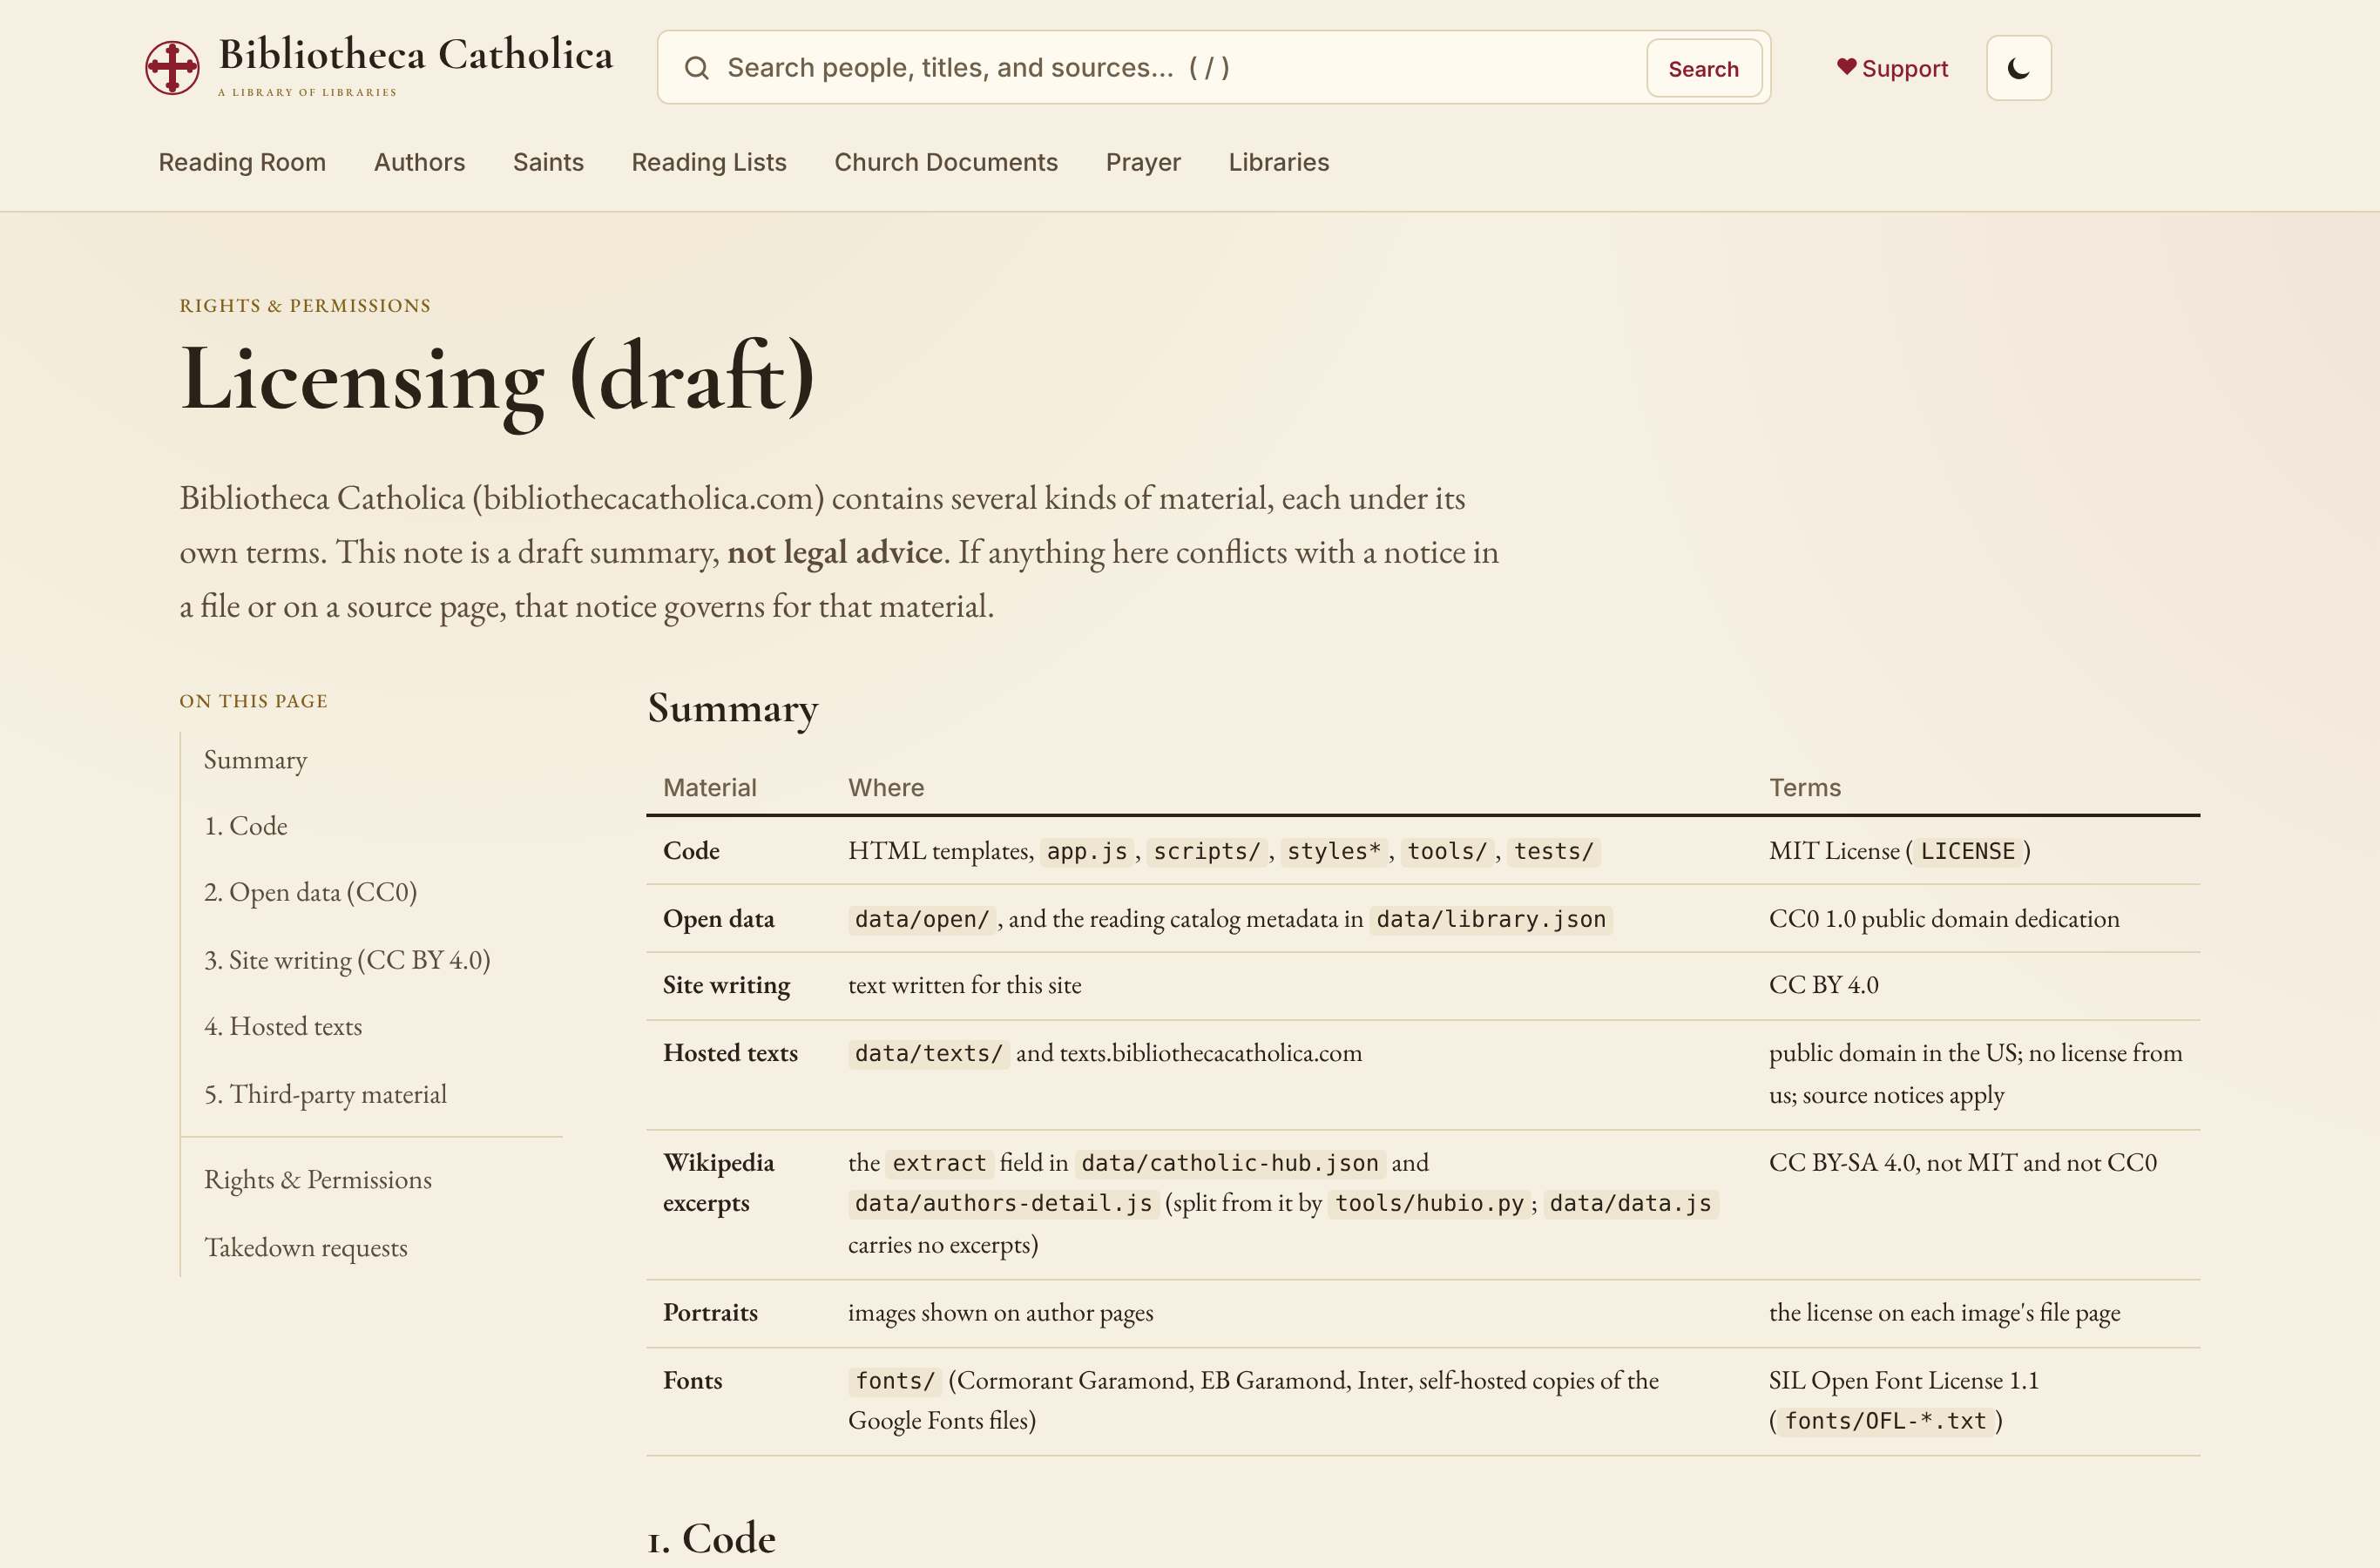 Bibliotheca Catholica
A LIBRARY OF LIBRARIES
Search people, titles, and sources... ( / )
Search
Support
Reading Room
Authors
Saints
Reading Lists
Church Documents
Prayer
Libraries
RIGHTS & PERMISSIONS
Licensing (draft)
Bibliotheca Catholica (bibliothecacatholica.com) contains several kinds of material, each under its
own terms. This note is a draft summary, not legal advice. If anything here conflicts with a notice in
a file or on a source page, that notice governs for that material.
ON THIS PAGE
Summary
1. Code
2. Open data (CC0)
3. Site writing (CC BY 4.0)
4. Hosted texts
5. Third-party material
Rights & Permissions
Takedown requests
Summary
Material Where Terms
Code HTML templates, app.js, scripts/, styles*, tools/, tests/ MIT License (LICENSE)
Open data data/open/, and the reading catalog metadata in data/library.json CC0 1.0 public domain dedication
Site writing text written for this site CC BY 4.0
Hosted texts data/texts/ and texts.bibliothecacatholica.com public domain in the US; no license from
us; source notices apply
Wikipedia the extract field in data/catholic-hub.json and CC BY-SA 4.0, not MIT and not CC0
excerpts data/authors-detail.js (split from it by tools/hubio.py; data/data.js
carries no excerpts)
Portraits images shown on author pages the license on each image's file page
Fonts fonts/ (Cormorant Garamond, EB Garamond, Inter, self-hosted copies of the SIL Open Font License 1.1
Google Fonts files) (fonts/OFL-*.txt)
1. Code